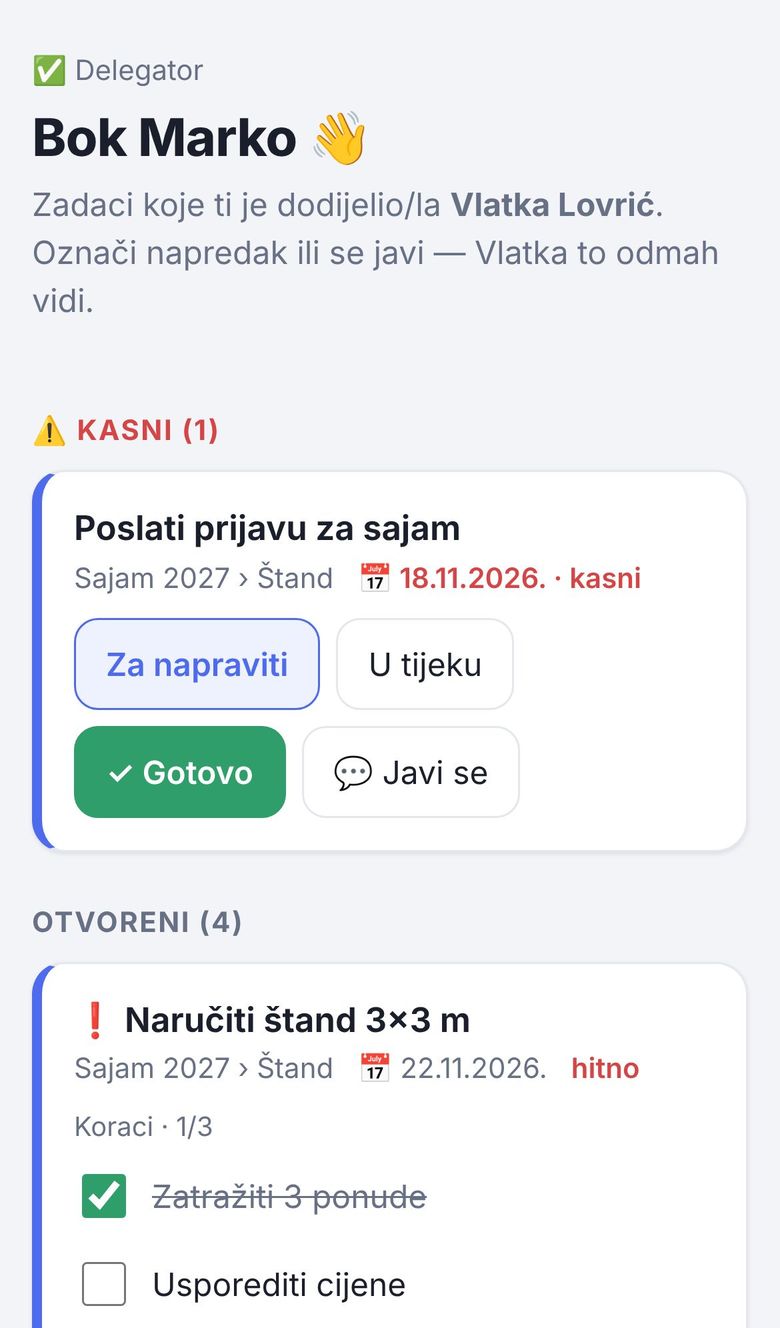 ✅ Delegator
Bok Marko 👋
Zadaci koje ti je dodijelio/la Vlatka Lovrić.
Označi napredak ili se javi — Vlatka to odmah
vidi.
⚠️ KASNI (1)
Poslati prijavu za sajam
Sajam 2027 › Štand 📅 18.11.2026. · kasni
Za napraviti U tijeku
✓ Gotovo 💬 Javi se
OTVORENI (4)
❗ Naručiti štand 3×3 m
Sajam 2027 › Štand 📅 22.11.2026. hitno
Koraci · 1/3
Zatražiti 3 ponude
Usporediti cijene